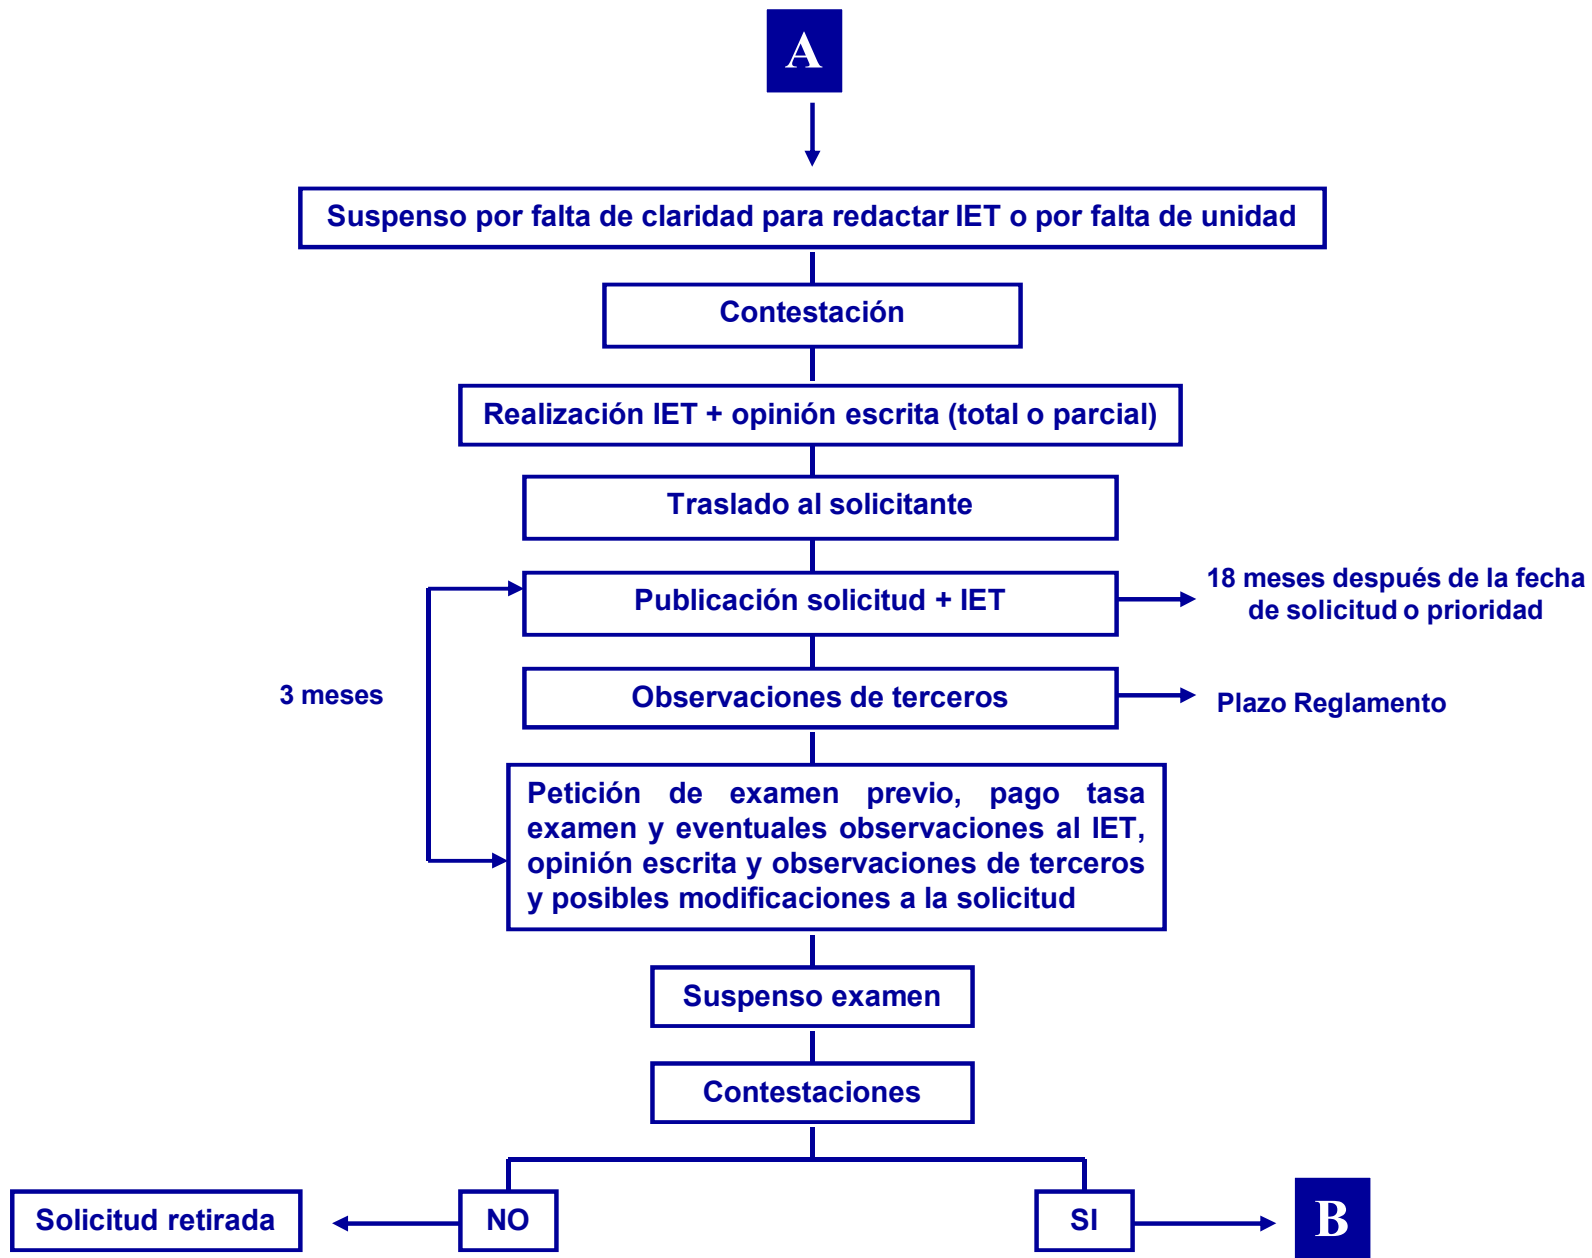 A
Suspenso por falta de claridad para redactar IET o por falta de unidad
Contestación
Realización IET + opinión escrita (total o parcial)
Traslado al solicitante
Publicación solicitud + IET
18 meses después de la fecha
de solicitud o prioridad
3 meses
Observaciones de terceros
Plazo Reglamento
Petición de examen previo, pago tasa
examen y eventuales observaciones al IET,
opinión escrita y observaciones de terceros
y posibles modificaciones a la solicitud
Suspenso examen
Contestaciones
Solicitud retirada
NO
SI
B